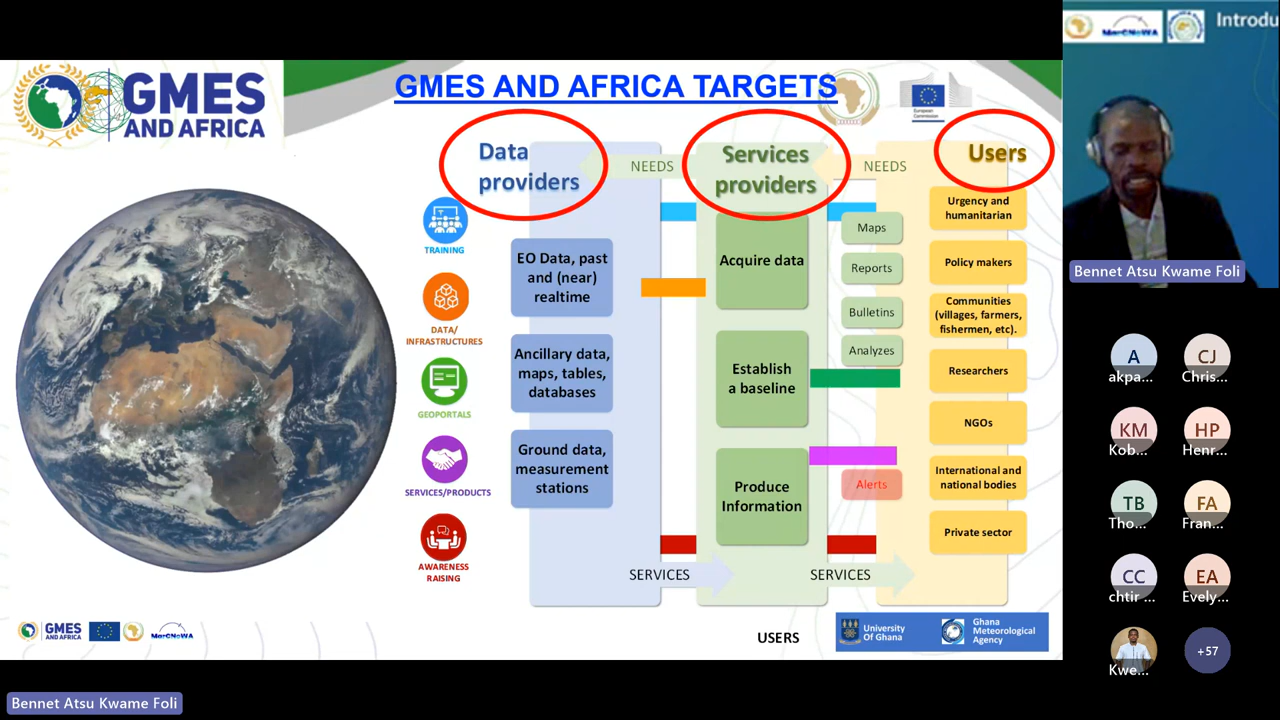 GMES
AND AFRICA
GMES AND AFRICA TARGETS
European
Commission
Data
providers
NEEDS
Services
providers
NEEDS
Users
TRAINING
DATA/
INFRASTRUCTURES
GEOPORTALS
SERVICES/PRODUCTS
AWARENESS
RAISING
EO Data, past
and (near)
realtime
Ancillary data,
maps, tables,
databases
Ground data,
measurement
stations
Acquire data
Establish
a baseline
Produce
Information
Maps
Reports
Bulletins
Analyzes
Alerts
Urgency and
humanitarian
Policy makers
Communities
(villages, farmers,
fishermen, etc).
Researchers
NGOs
International and
national bodies
Private sector
SERVICES
SERVICES
GMES
AND AFRICA
MarCNoWA
USERS
University
Of Ghana
Ghana
Meteorological
Agency
Bennet Atsu Kwame Foli
MarCNoWA
Introdu
Bennet Atsu Kwame Foli
A
akpa...
CJ
Chris...
KM
Kob...
HP
Henr...
TB
Tho...
FA
Fran...
CC
chtir ...
EA
Evely...
Kwe...
+57